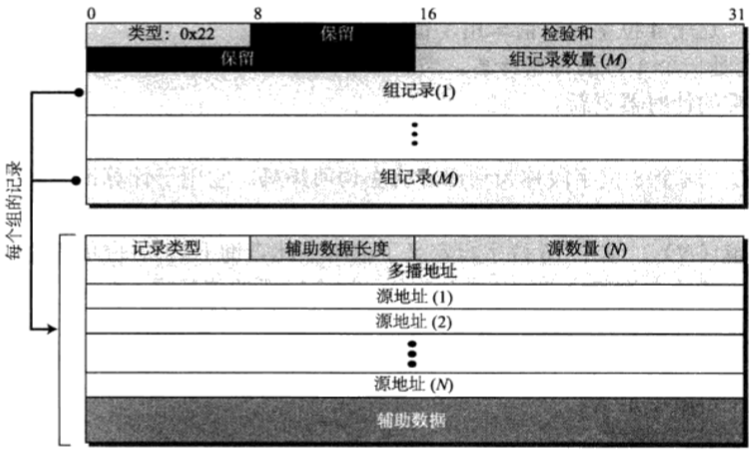 0 8 16 31
类型：0x22 保留 检验和
保留 组记录数量 (M)
组记录(1)
组记录(M)
每个组的记录
记录类型 辅助数据长度 源数量 (N)
多播地址
源地址 (1)
源地址 (2)
源地址 (N)
辅助数据